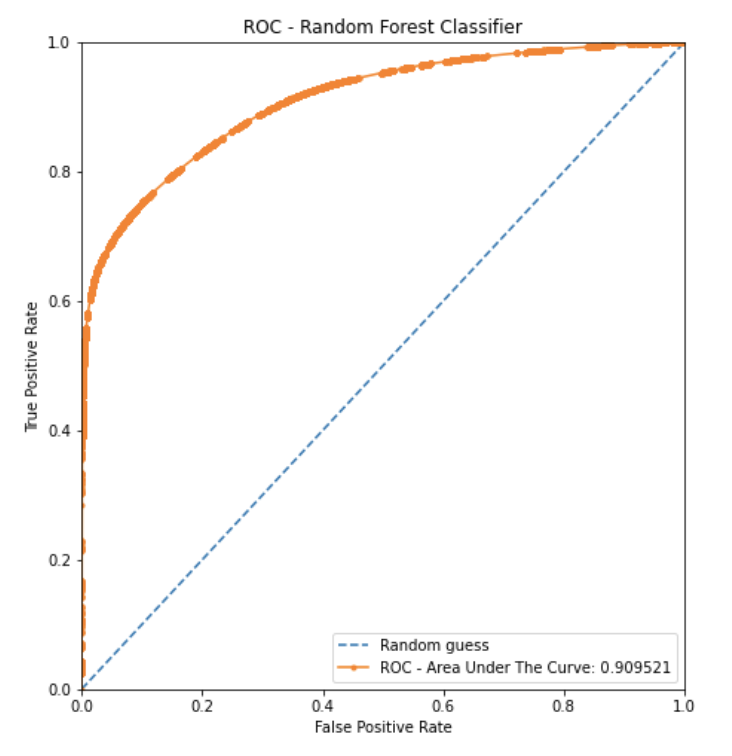 ROC - Random Forest Classifier
1.0
0.8
0.6
0.4
0.2
0.0
True Positive Rate
Random guess
ROC - Area Under The Curve: 0.909521
0.0 0.2 0.4 0.6 0.8 1.0
False Positive Rate